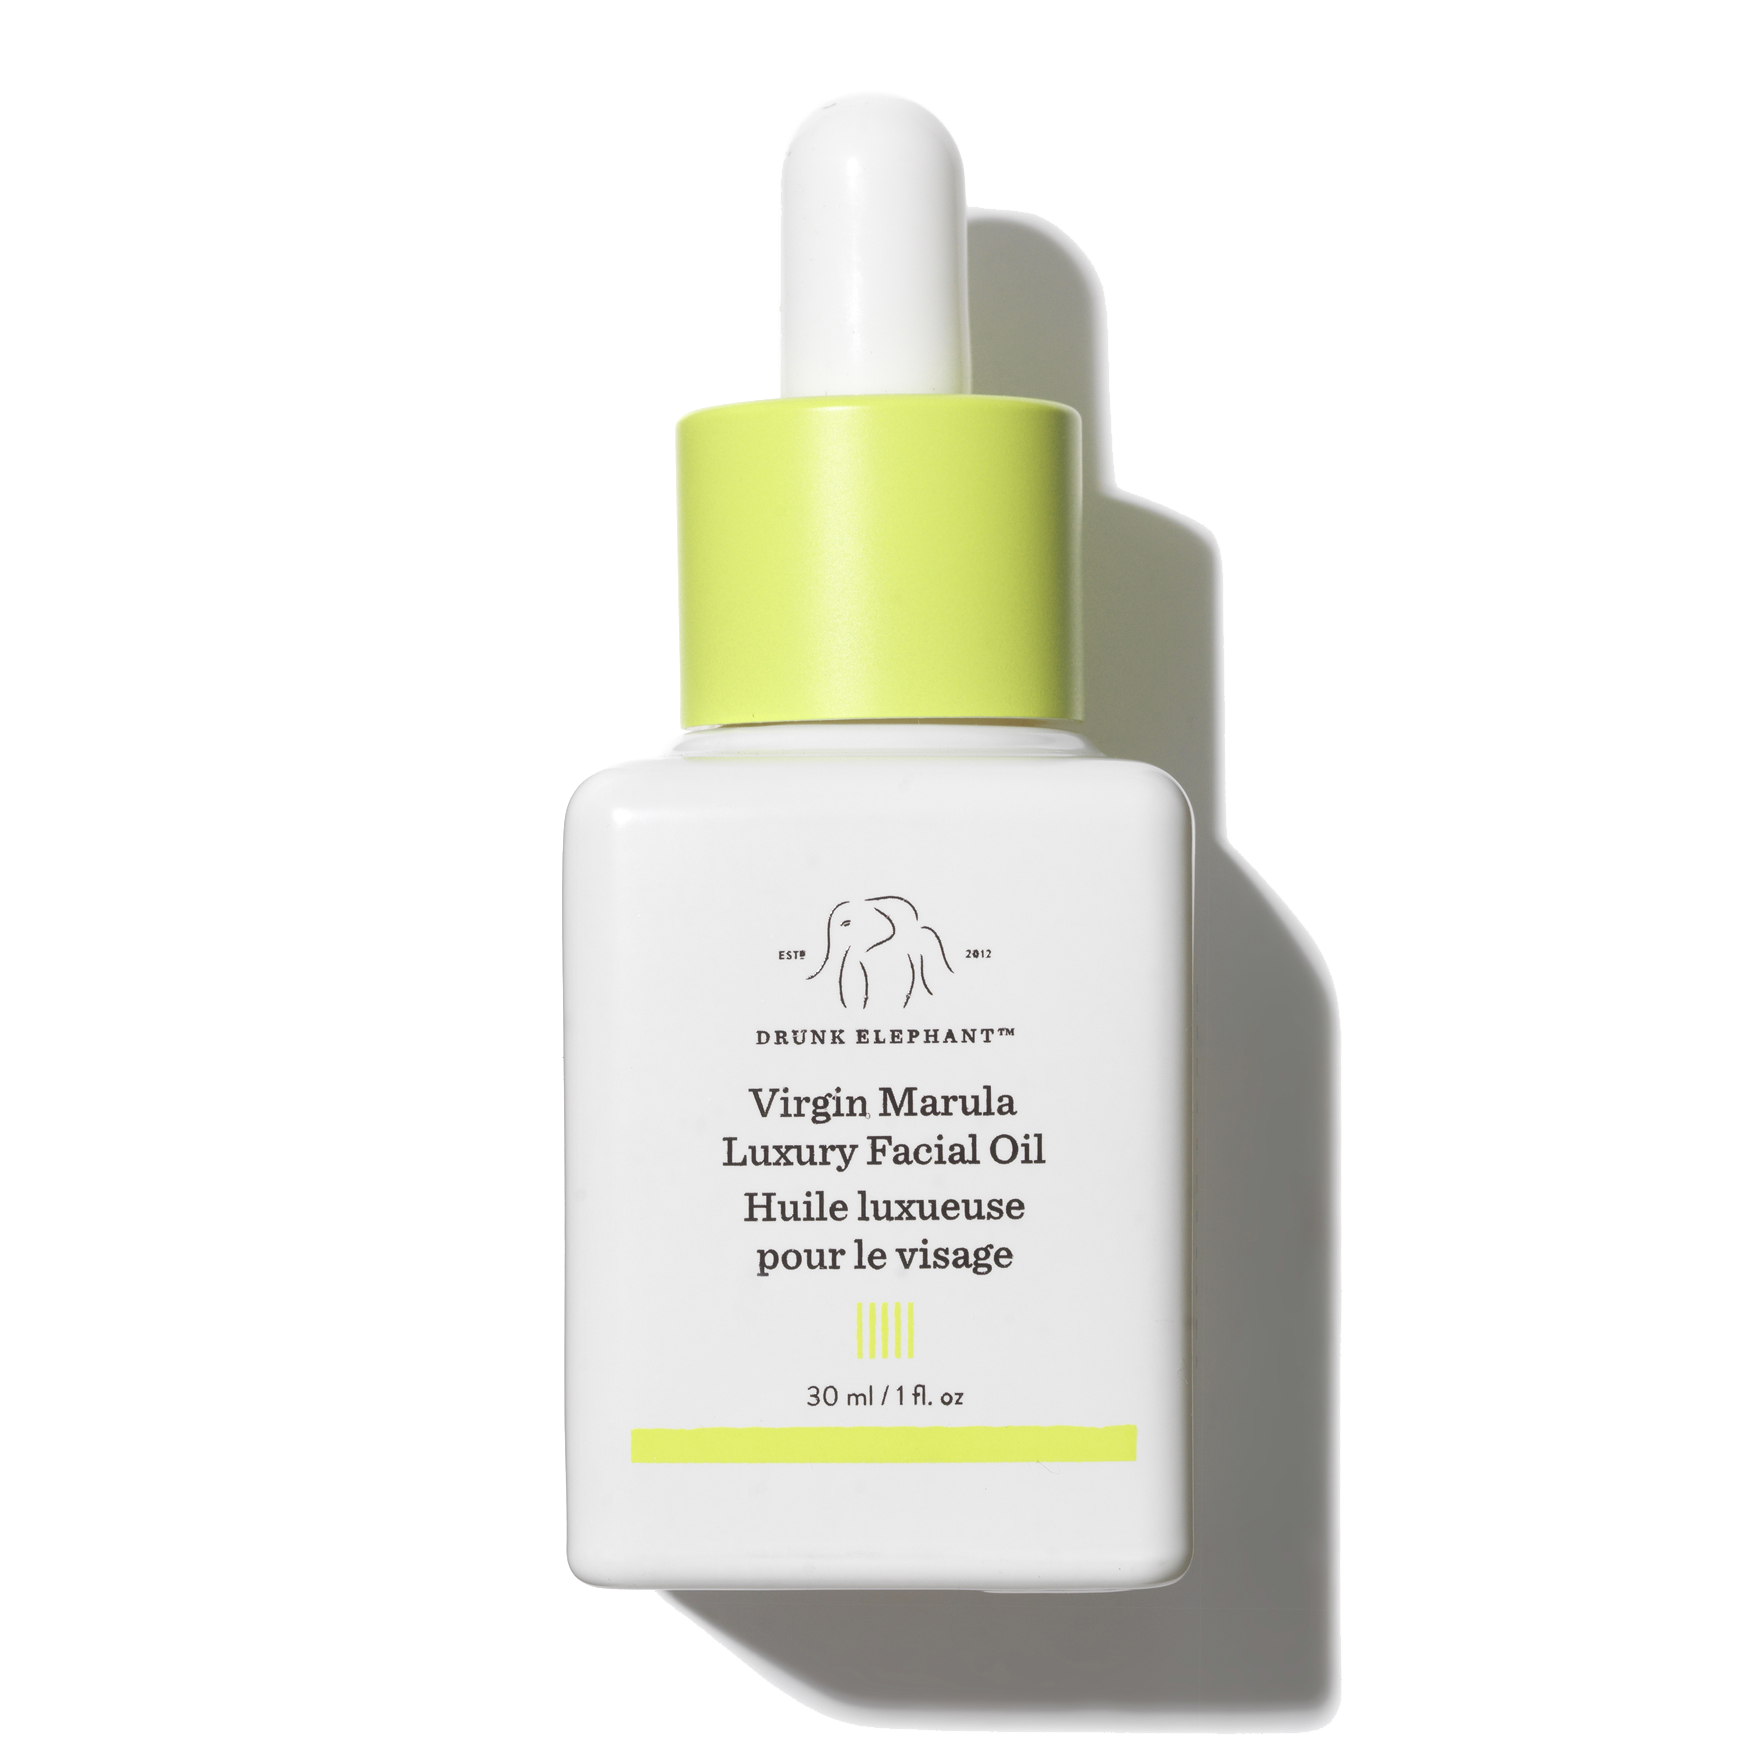 ESTD 2012
DRUNK ELEPHANT™
Virgin Marula
Luxury Facial Oil
Huile luxueuse
pour le visage
30 ml / 1 fl. oz